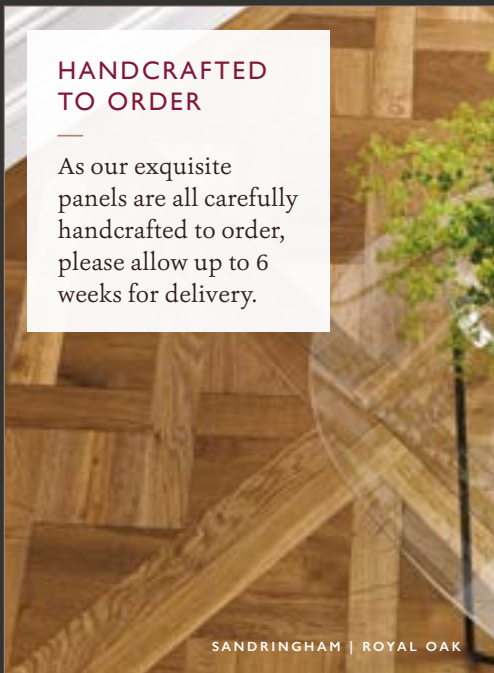 HANDCRAFTED
TO ORDER
As our exquisite
panels are all carefully
handcrafted to order,
please allow up to 6
weeks for delivery.
SANDRINGHAM | ROYAL OAK